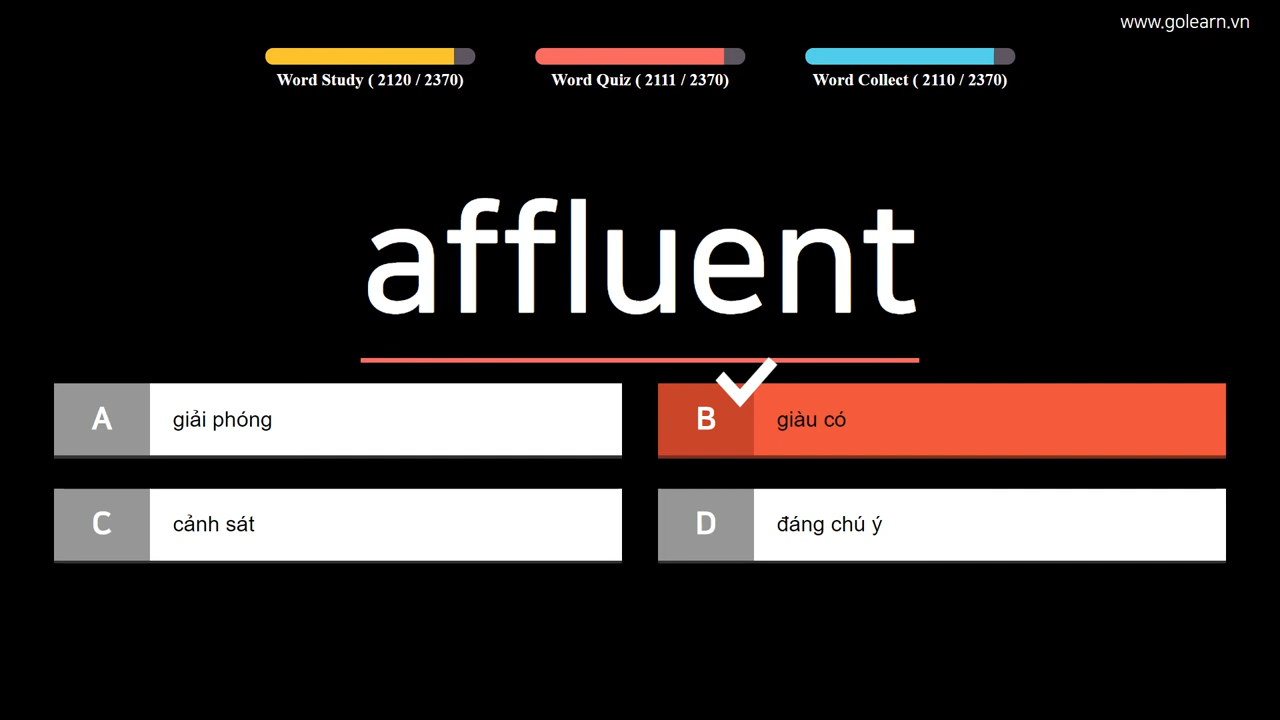 www.golearn.vn
Word Study ( 2120 / 2370)
Word Quiz ( 2111 / 2370)
Word Collect ( 2110 / 2370)
affluent
A giải phóng
B giàu có
C cảnh sát
D đáng chú ý